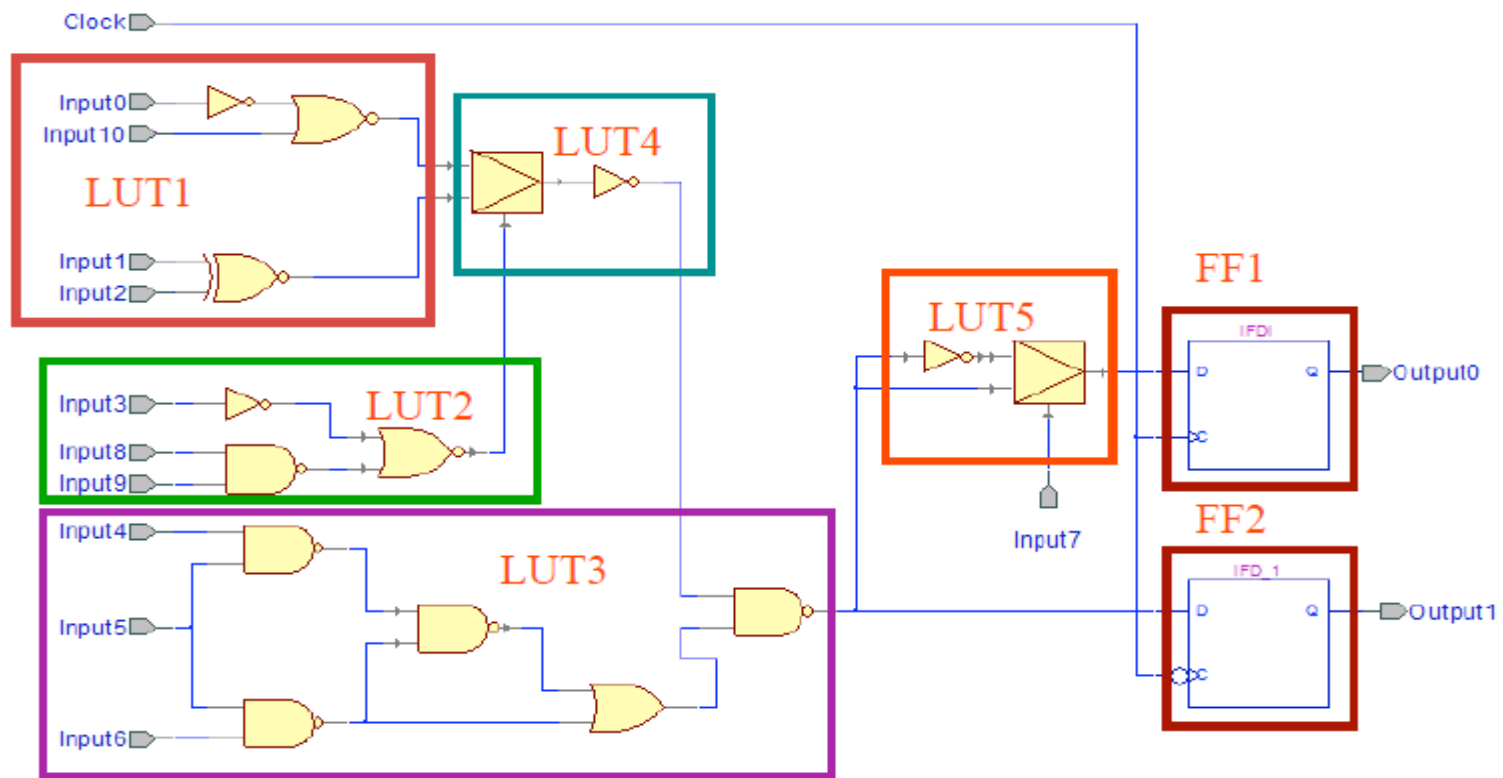 Clock
Input0
Input10
LUT1
LUT4
Input1
Input2
Input3
LUT2
Input8
Input9
LUT5
Input7
FF1
IFDI
D
Q
C
Output0
FF2
IFD_1
D
Q
C
Output1
Input4
LUT3
Input5
Input6